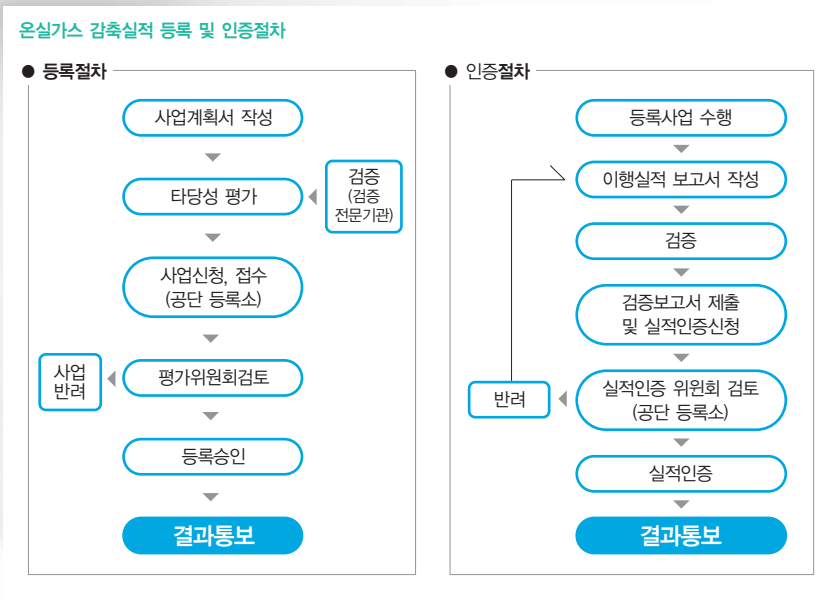 온실가스 감축실적 등록 및 인증절차
● 등록절차
사업계획서 작성
타당성 평가
검증
(검증
전문기관)
사업신청, 접수
(공단 등록소)
사업
반려
평가위원회검토
등록승인
결과통보
● 인증절차
등록사업 수행
이행실적 보고서 작성
검증
검증보고서 제출
및 실적인증신청
반려
실적인증 위윈회 검토
(공단 등록소)
실적인증
결과통보